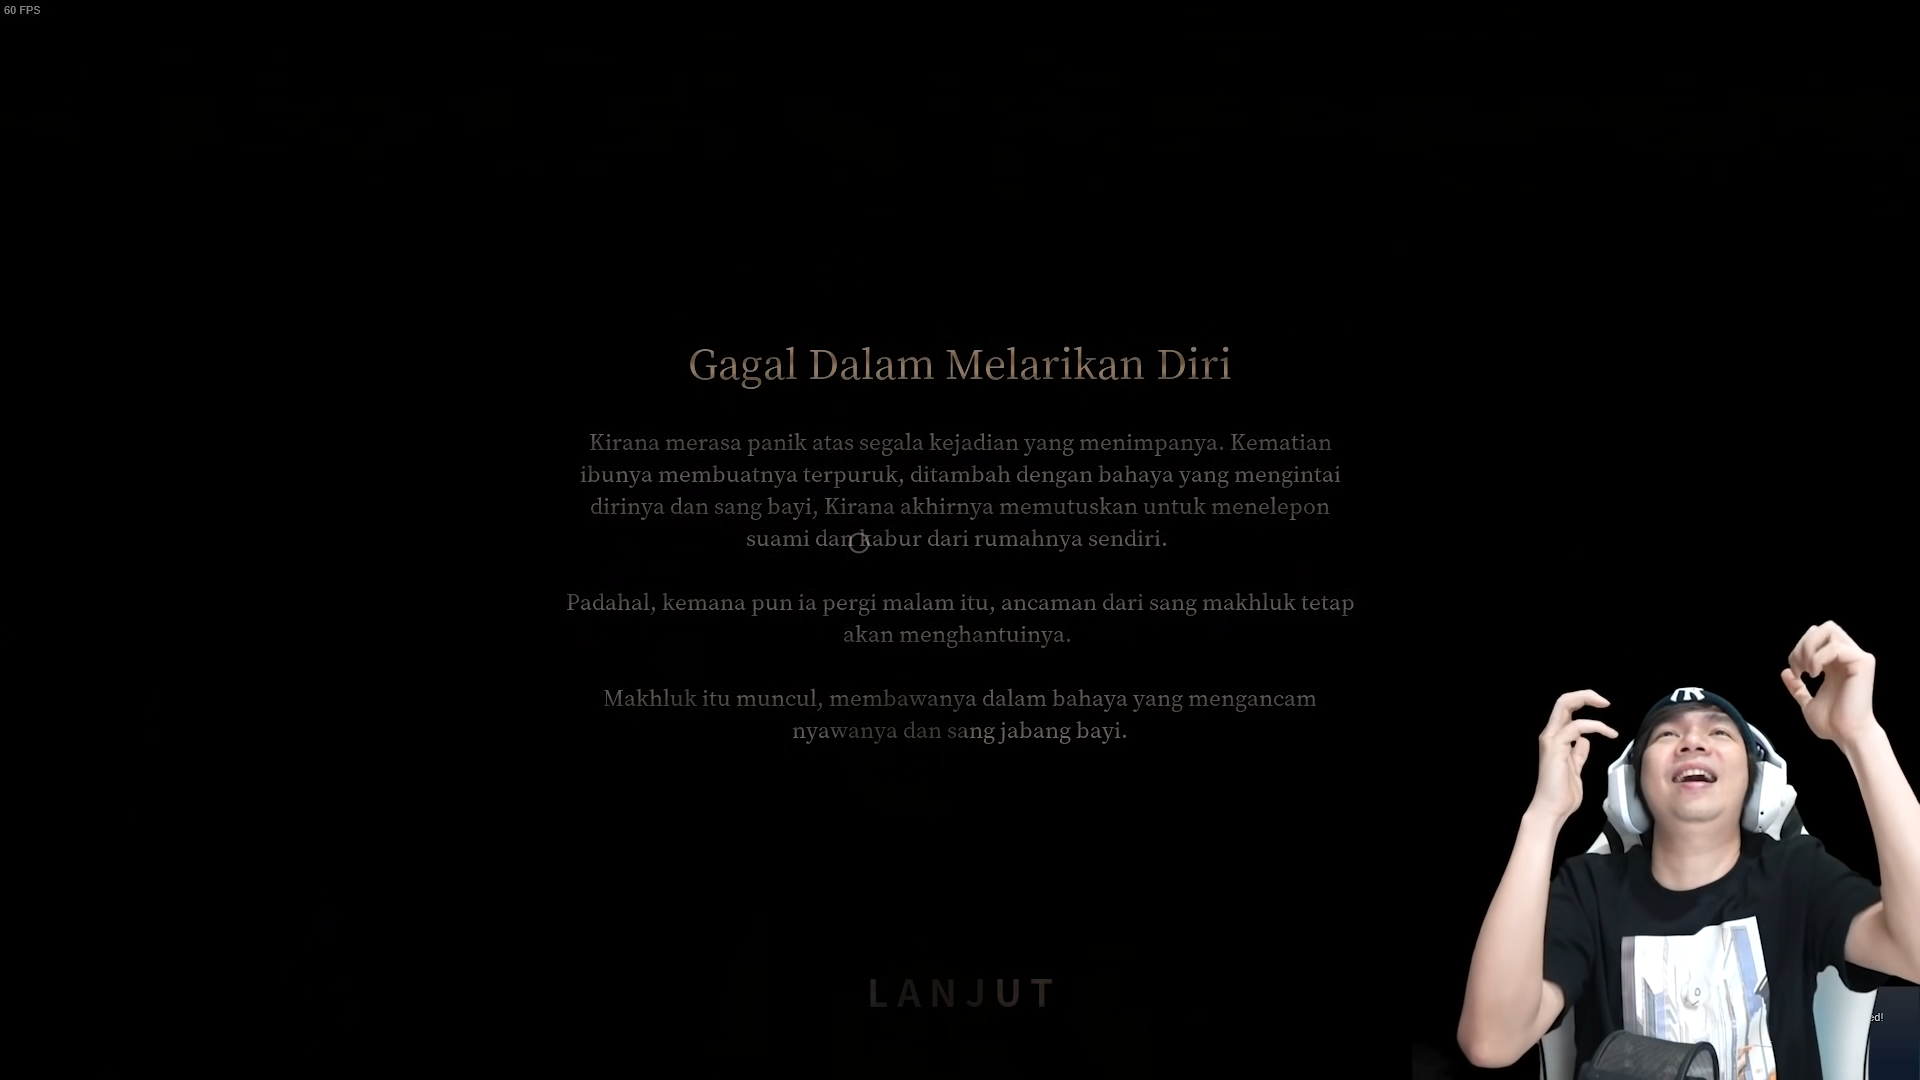 60 FPS
Gagal Dalam Melarikan Diri
Kirana merasa panik atas segala kejadian yang menimpanya. Kematian
ibunya membuatnya terpuruk, ditambah dengan bahaya yang mengintai
dirinya dan sang bayi, Kirana akhirnya memutuskan untuk menelepon
suami dan kabur dari rumahnya sendiri.
Padahal, kemana pun ia pergi malam itu, ancaman dari sang makhluk tetap
akan menghantuinya.
Makhluk itu muncul, membawanya dalam bahaya yang mengancam
nyawanya dan sang jabang bayi.
LANJUT